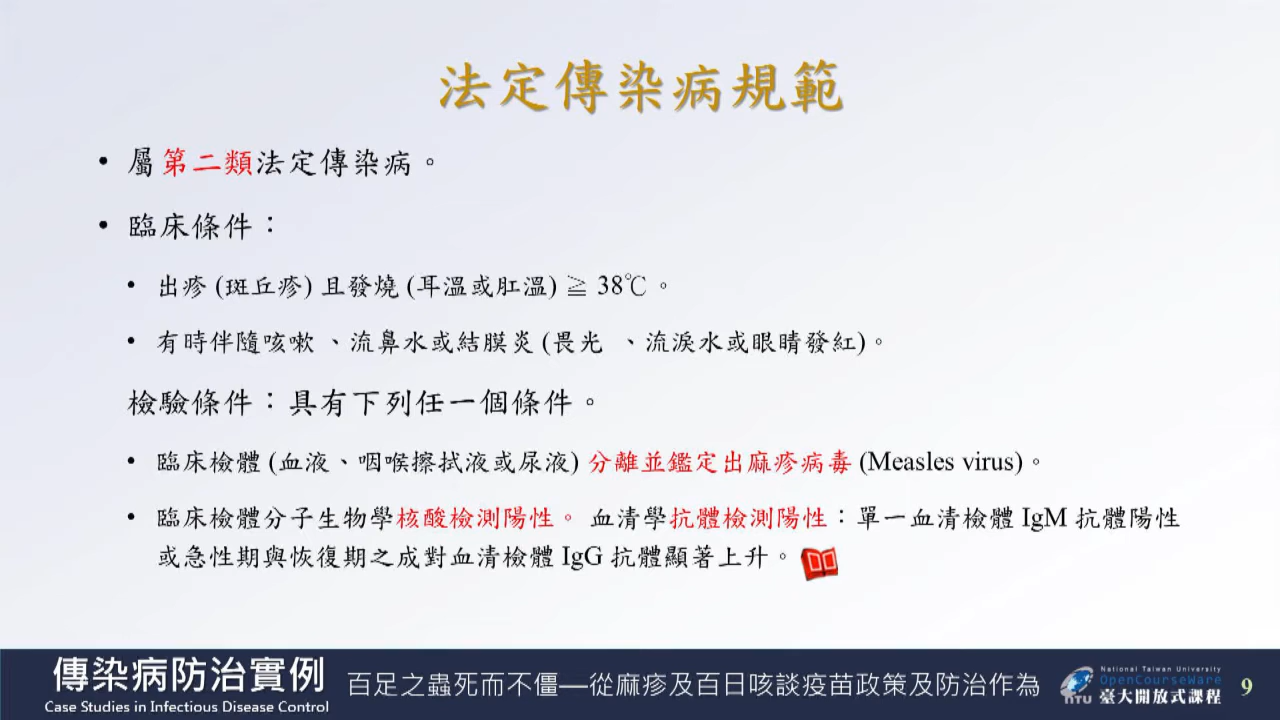 法定傳染病規範
• 屬第二類法定傳染病。
• 臨床條件：
• 出疹 (斑丘疹) 且發燒 (耳溫或肛溫) ≧ 38℃。
• 有時伴隨咳嗽 、流鼻水或結膜炎 (畏光 、流淚水或眼睛發紅)。
檢驗條件：具有下列任一個條件。
• 臨床檢體 (血液、咽喉擦拭液或尿液) 分離並鑑定出麻疹病毒 (Measles virus)。
• 臨床檢體分子生物學核酸檢測陽性。 血清學抗體檢測陽性：單一血清檢體 IgM 抗體陽性
或急性期與恢復期之成對血清檢體 IgG 抗體顯著上升。
傳染病防治實例
Case Studies in Infectious Disease Control
百足之蟲死而不僵—從麻疹及百日咳談疫苗政策及防治作為
NTU
National Taiwan University
OpenCourseWare
臺大開放式課程
9